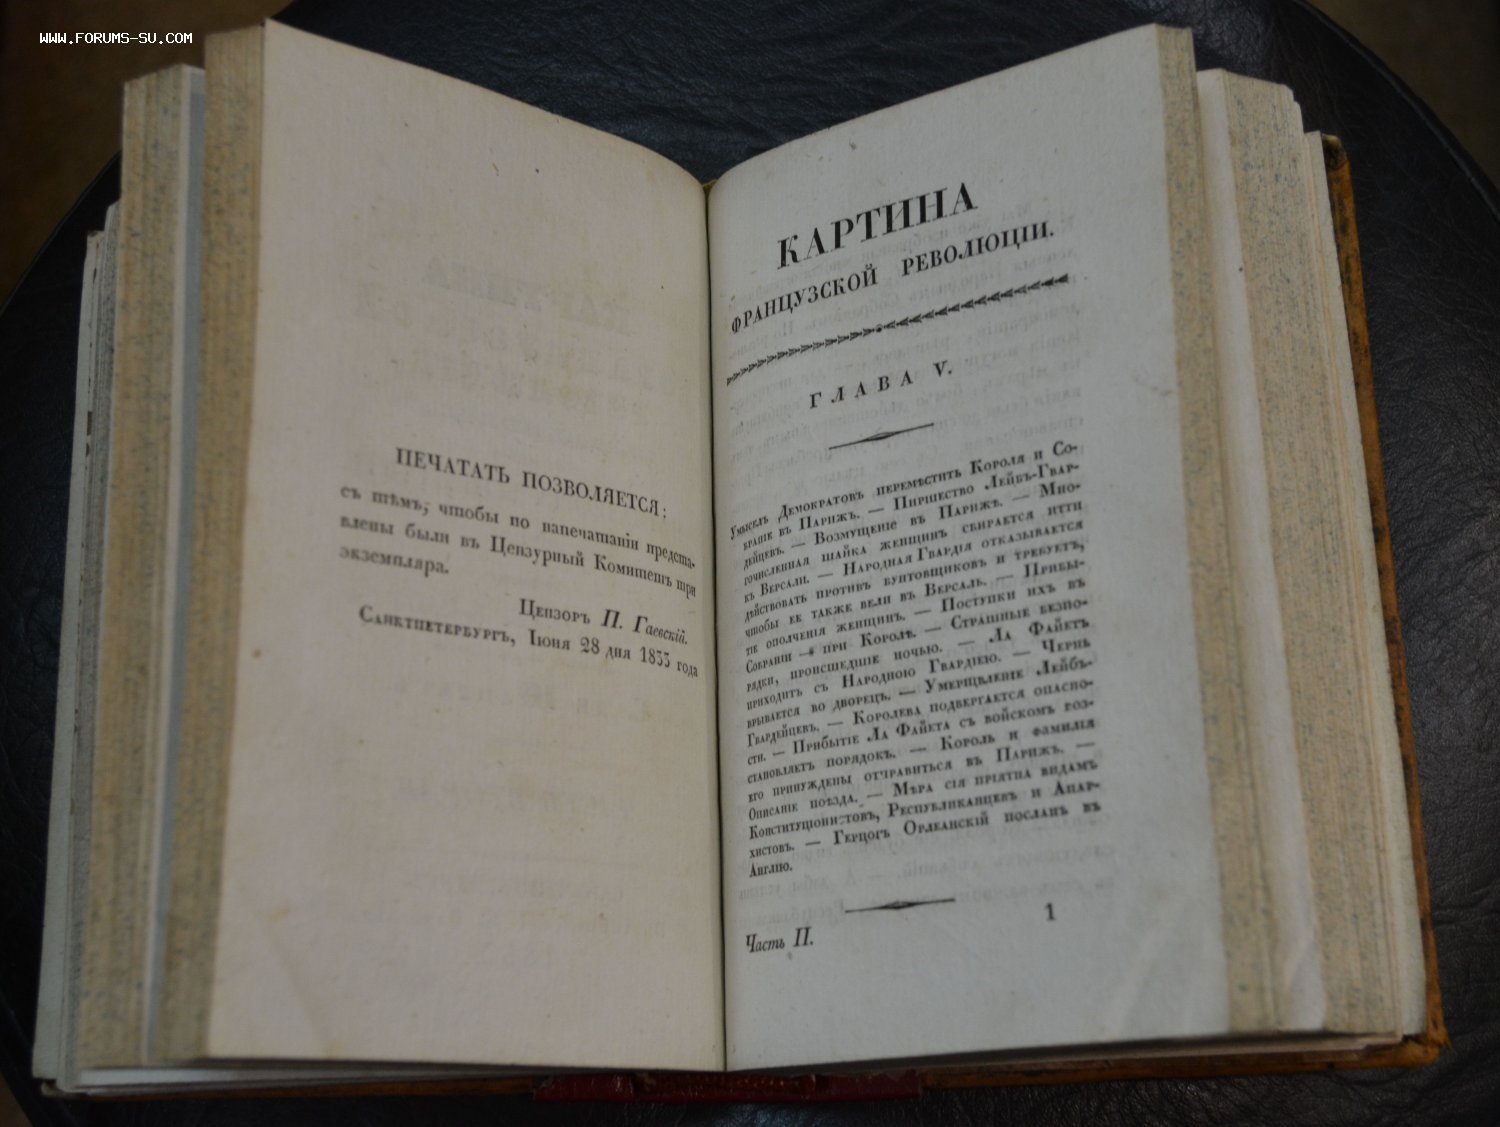 WWW.FORUMS-SU.COM
ПЕЧАТАТЬ ПОЗВОЛЯЕТСЯ:
съ тѣмъ, чтобы по напечатаніи предста-
влены были въ Цензурный Комитетъ три
экземпляра.
Цензоръ П. Гаевскій.
Санктпетербургъ, Іюня 28 дня 1833 года
КАРТИНА
ФРАНЦУЗСКОЙ РЕВОЛЮЦІИ.
ГЛАВА V.
Умыселъ Демократовъ переместить Короля и Со-
браніе въ Парижъ. — Пиршество Лейбъ-Гвар-
дейцевъ. — Возмущеніе въ Парижѣ. — Мно-
гочисленная шайка женщинъ сбирается итти
къ Версали. — Народная Гвардія отказывается
дѣйствовать противъ бунтовщиковъ и требуетъ,
чтобы ее также вели въ Версаль. — Прибы-
тіе ополченія женщинъ. — Поступки ихъ въ
Собраніи и при Королѣ. — Страшные безпо-
рядки, происшедшіе ночью. — Ла Файетъ
приходитъ съ Народною Гвардіею. — Чернь
врывается во дворецъ. — Умерщвленіе Лейбъ-
Гвардейцевъ. — Королева подвергается опасно-
сти. — Прибытіе Ла Файета съ войскомъ воз-
становляетъ порядокъ. — Король и фамилія
его принуждены отправиться въ Парижъ. —
Описаніе поѣзда. — Мѣра сія пріятна видамъ
Конституціонистовъ, Республиканцевъ и Анар-
хистовъ. — Герцогъ Орлеанскій посланъ въ
Англію.
Часть II.
1